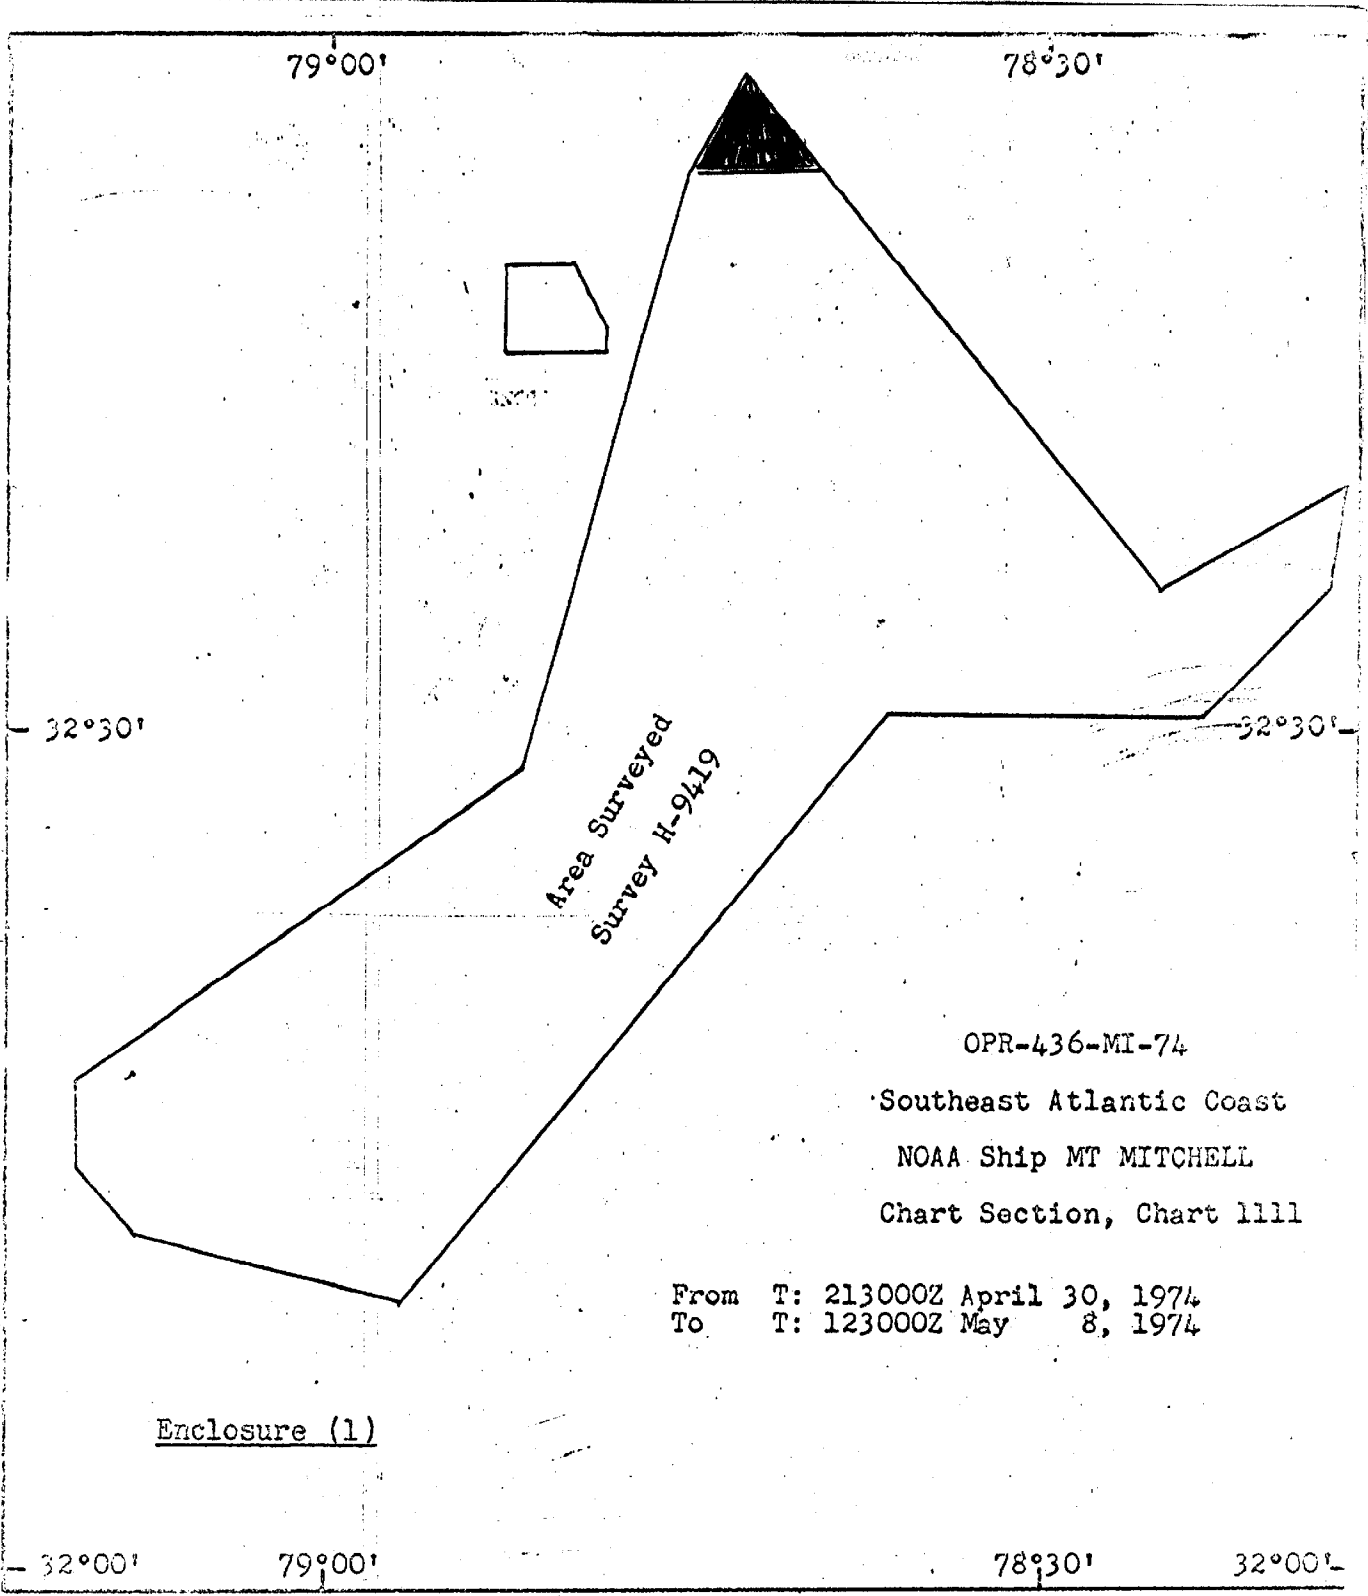 79°00' 78°30'
32°30' 32°30'
Area Surveyed
Survey H-9419
OPR-436-MI-74
Southeast Atlantic Coast
NOAA Ship MT MITCHELL
Chart Section, Chart 1111
From T: 213000Z April 30, 1974
To T: 123000Z May 8, 1974
Enclosure (1)
32°00' 79°00' 78°30' 32°00'